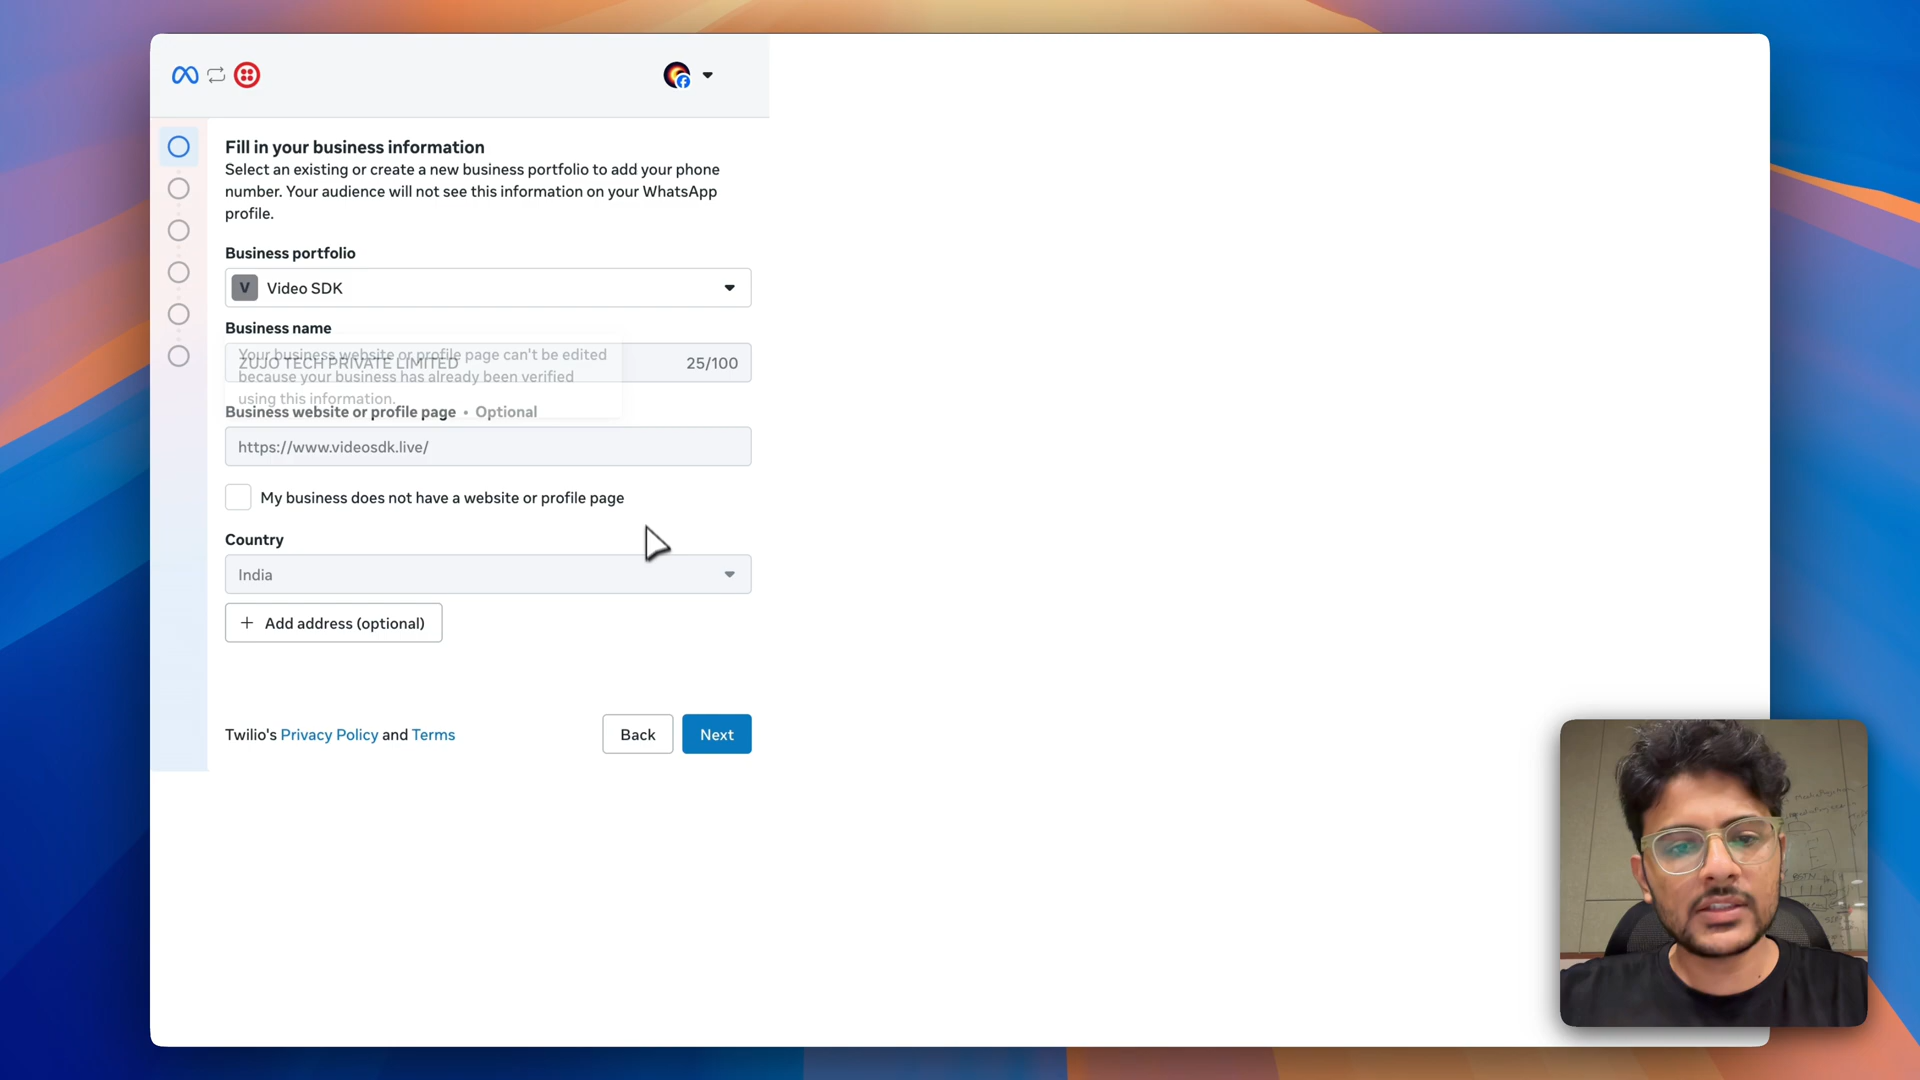 Fill in your business information
Select an existing or create a new business portfolio to add your phone
number. Your audience will not see this information on your WhatsApp
profile.
Business portfolio
V Video SDK
Business name
Your business website or profile page can't be edited
ZUJO TECH PRIVATE LIMITED 25/100
because your business has already been verified
using this information.
Business website or profile page • Optional
https://www.videosdk.live/
My business does not have a website or profile page
Country
India
+ Add address (optional)
Twilio's Privacy Policy and Terms
Back
Next